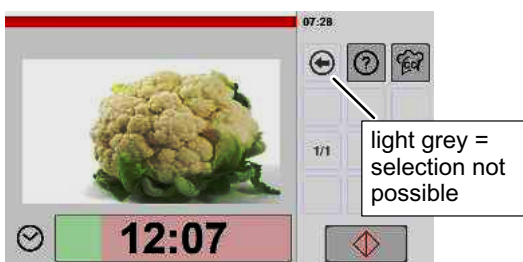 07:28
?
1/1
light grey =
selection not
possible
12:07